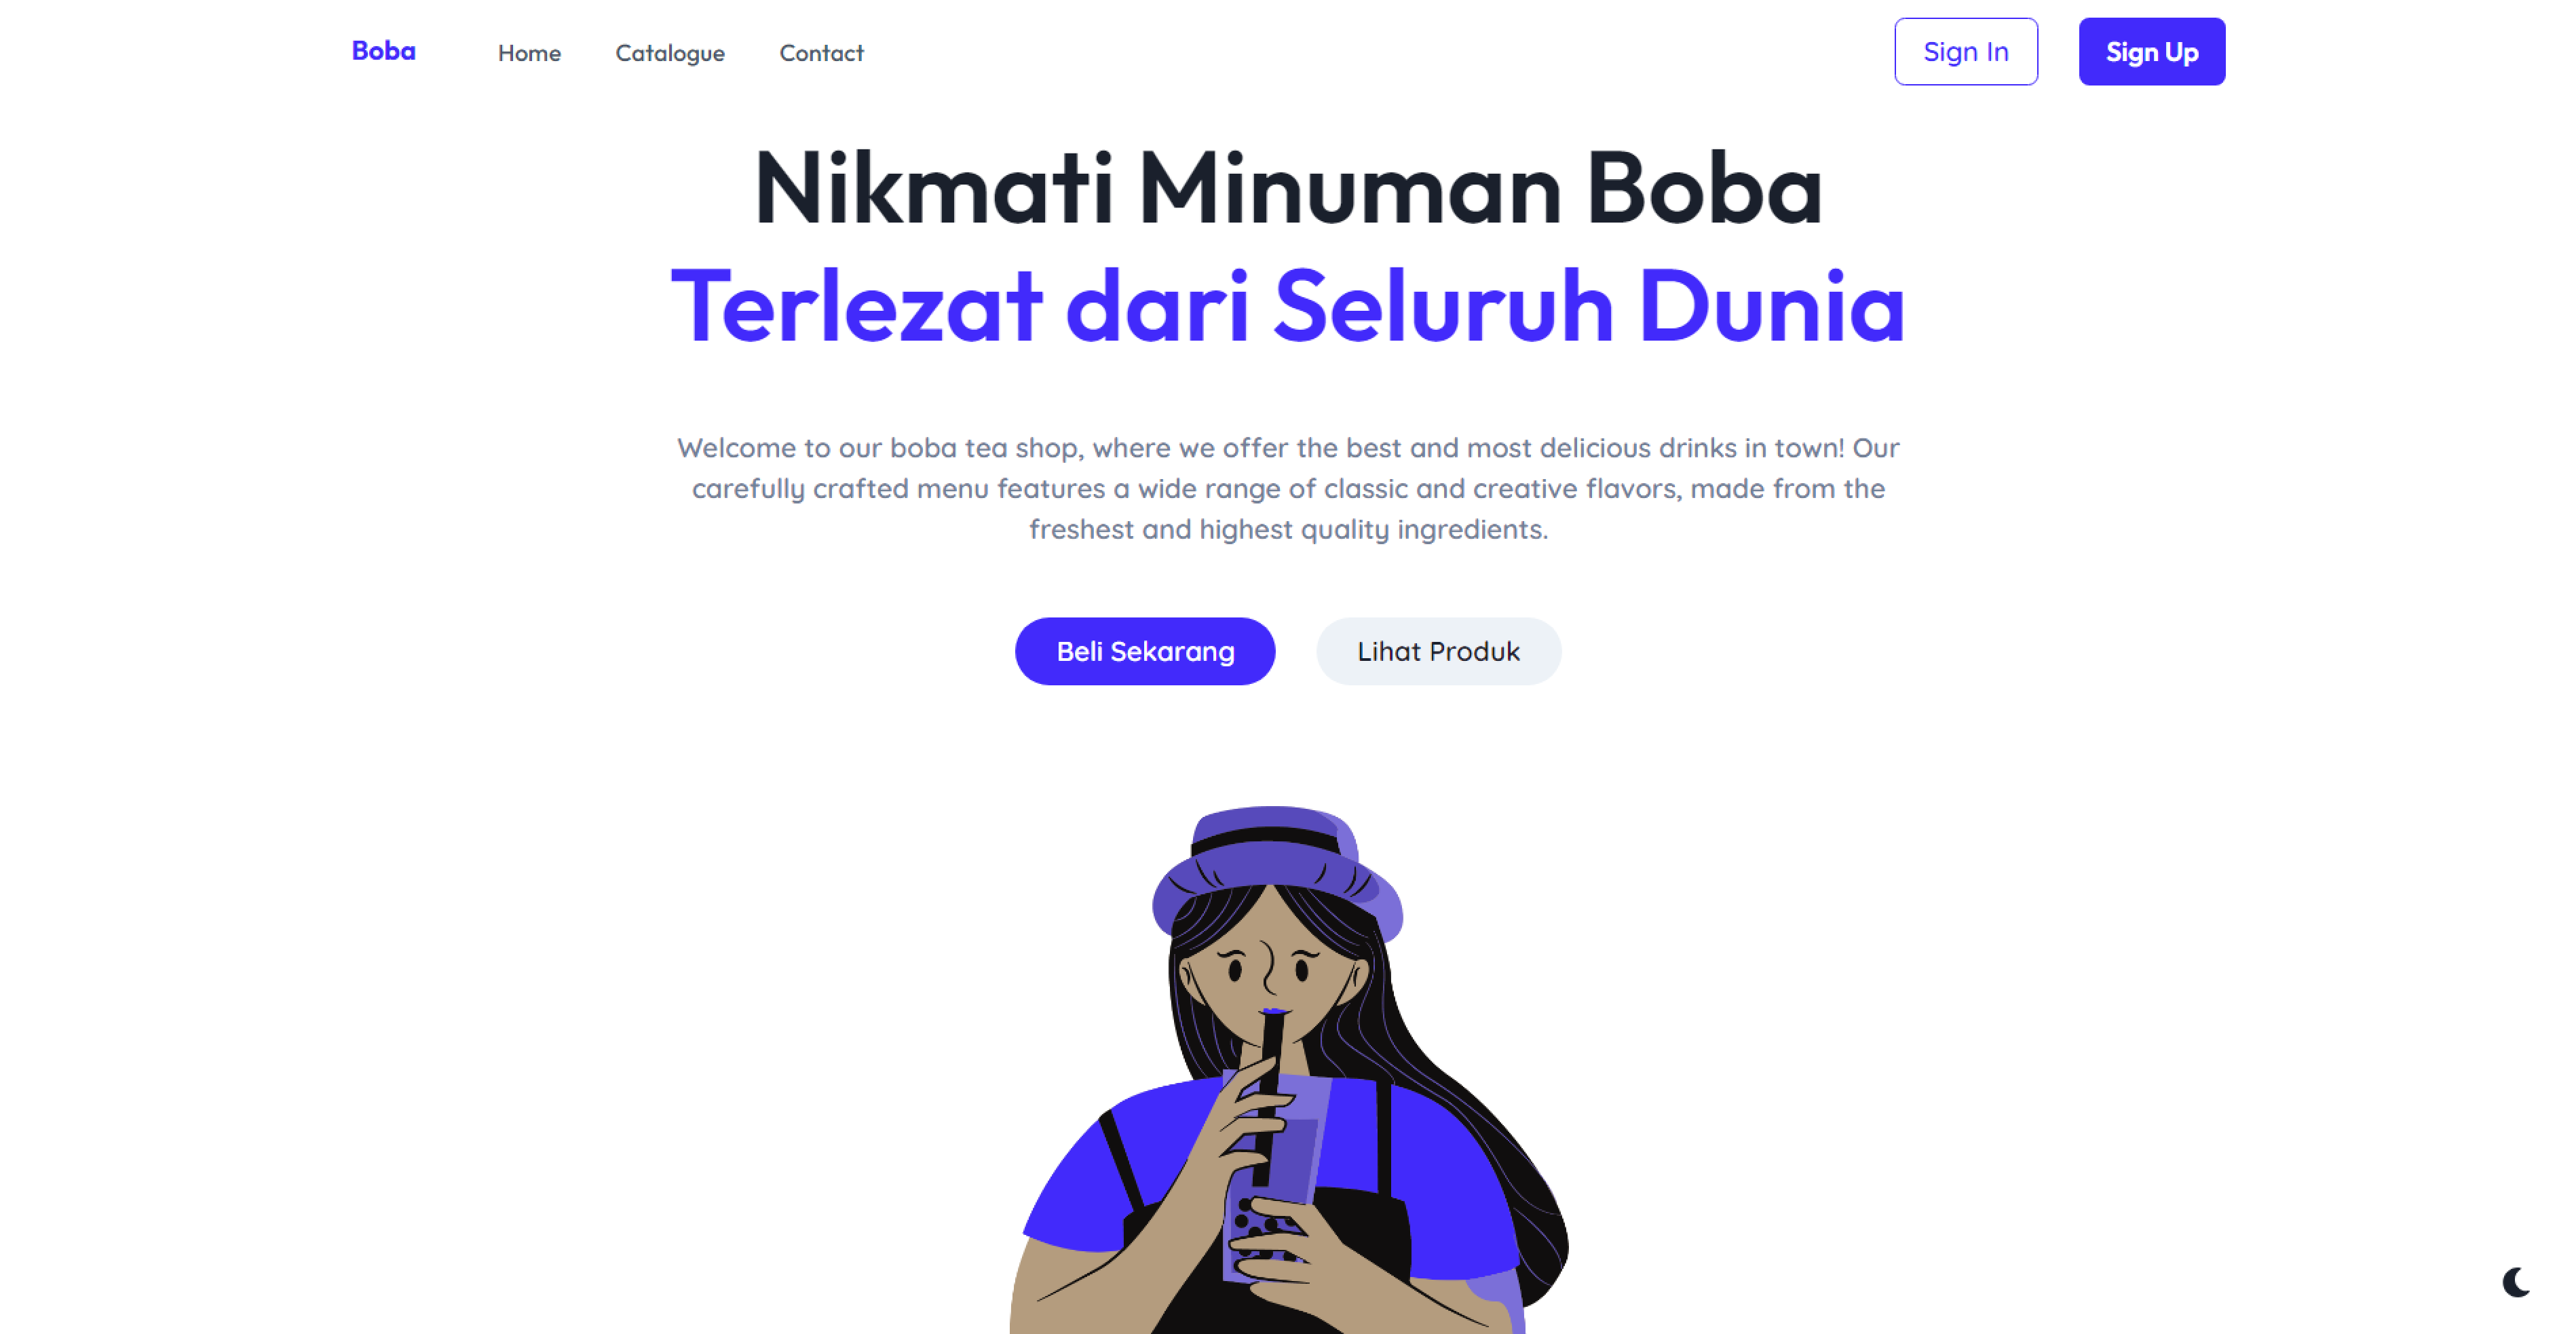 Boba
Home
Catalogue
Contact
Sign In
Sign Up
Nikmati Minuman Boba
Terlezat dari Seluruh Dunia
Welcome to our boba tea shop, where we offer the best and most delicious drinks in town! Our
carefully crafted menu features a wide range of classic and creative flavors, made from the
freshest and highest quality ingredients.
Beli Sekarang
Lihat Produk